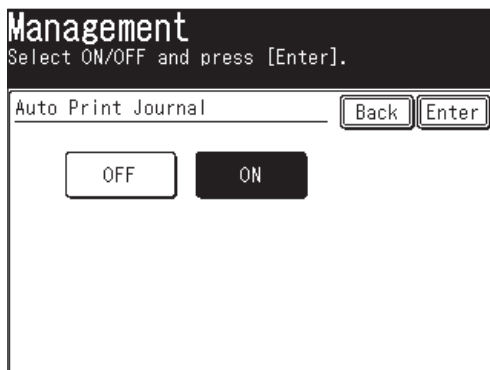 Management
Select ON/OFF and press [Enter].
Auto Print Journal Back Enter
OFF ON